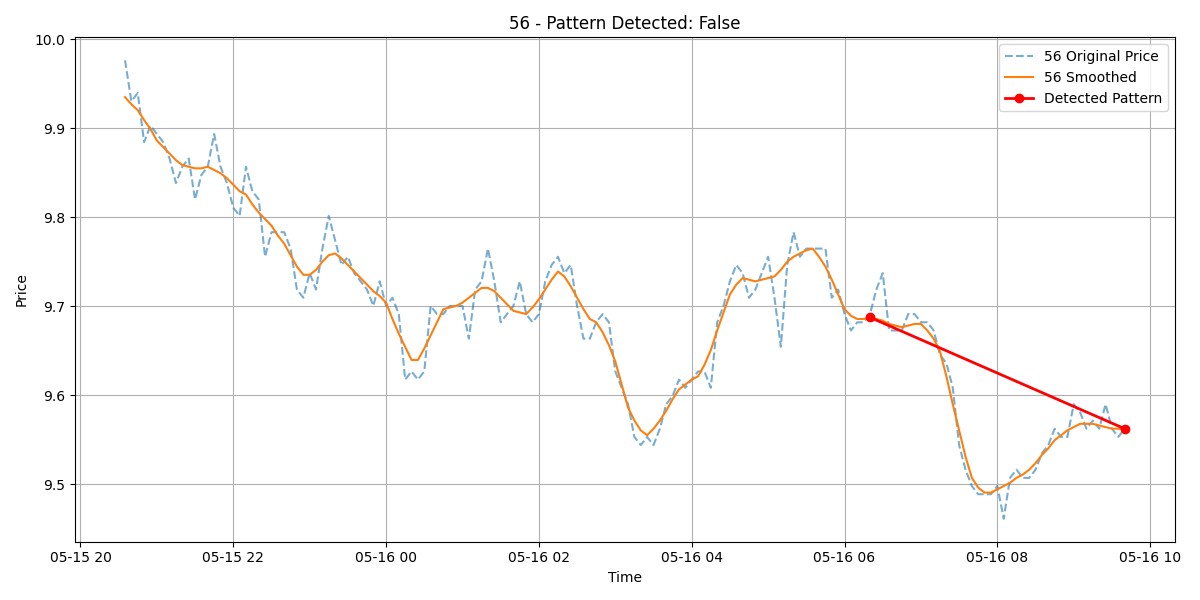 56 - Pattern Detected: False
56 Original Price
56 Smoothed
Detected Pattern
Price
10.0
9.9
9.8
9.7
9.6
9.5
05-15 20
05-15 22
05-16 00
05-16 02
05-16 04
05-16 06
05-16 08
05-16 10
Time